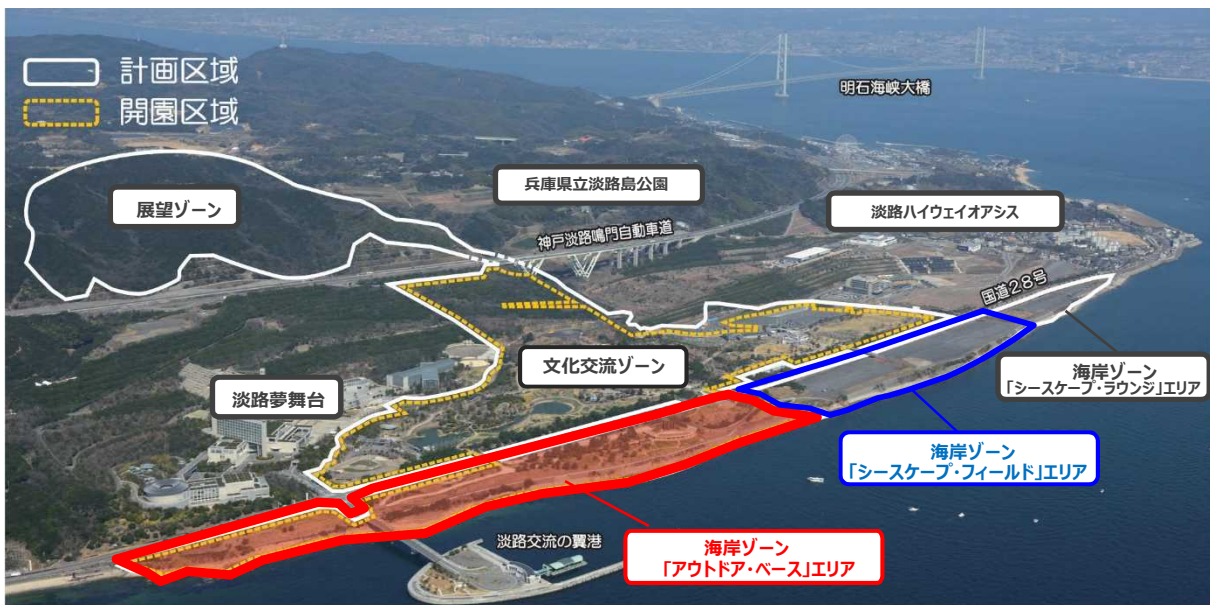 計画区域
開園区域
明石海峡大橋
兵庫県立淡路島公園
展望ゾーン
淡路ハイウェイオアシス
神戸淡路鳴門自動車道
国道28号
文化交流ゾーン
海岸ゾーン
「シースケープ・ラウンジ」エリア
淡路夢舞台
海岸ゾーン
「シースケープ・フィールド」エリア
淡路交流の翼港
海岸ゾーン
「アウトドア・ベース」エリア